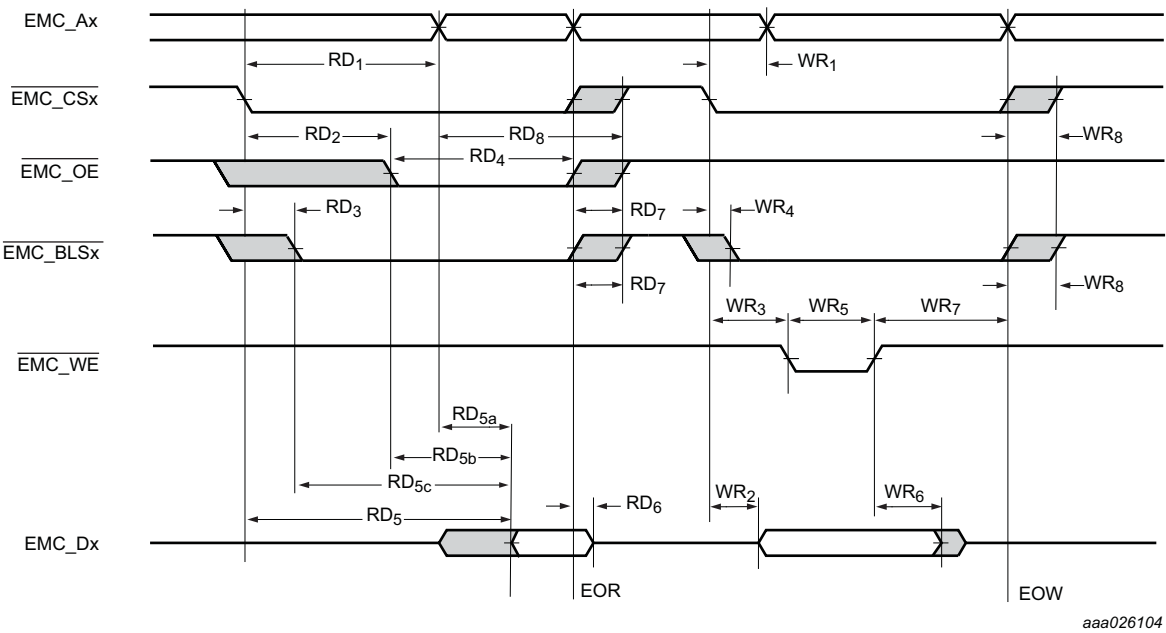 EMC_Ax
RD1
WR1
EMC_CSx
RD2
RD8
WR8
RD4
EMC_OE
RD3
RD7
WR4
EMC_BLSx
RD7
WR8
WR3
WR5
WR7
EMC_WE
RD5a
RD5b
RD5c
RD5
RD6
WR2
WR6
EMC_Dx
EOR
EOW
aaa026104